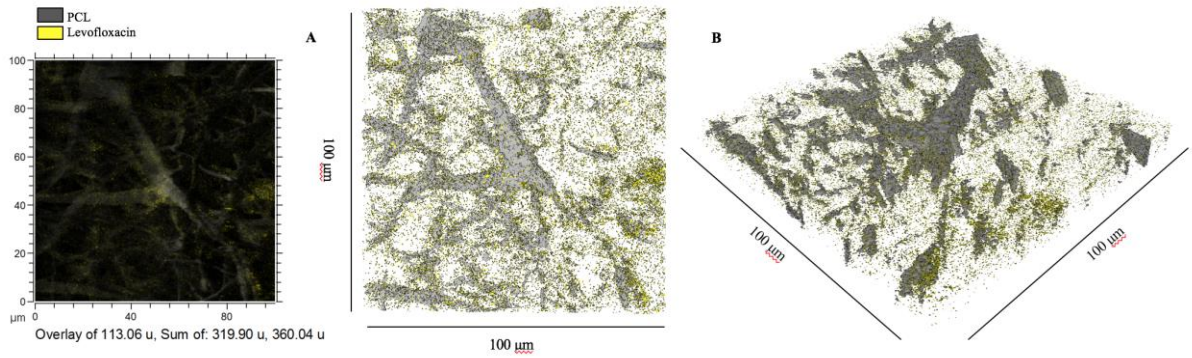 PCL
Levofloxacin
100
80
60
40
20
0
0
40
80
µm
Overlay of 113.06 u, Sum of: 319.90 u, 360.04 u
A
100 µm
100 µm
B
100 µm
100 µm